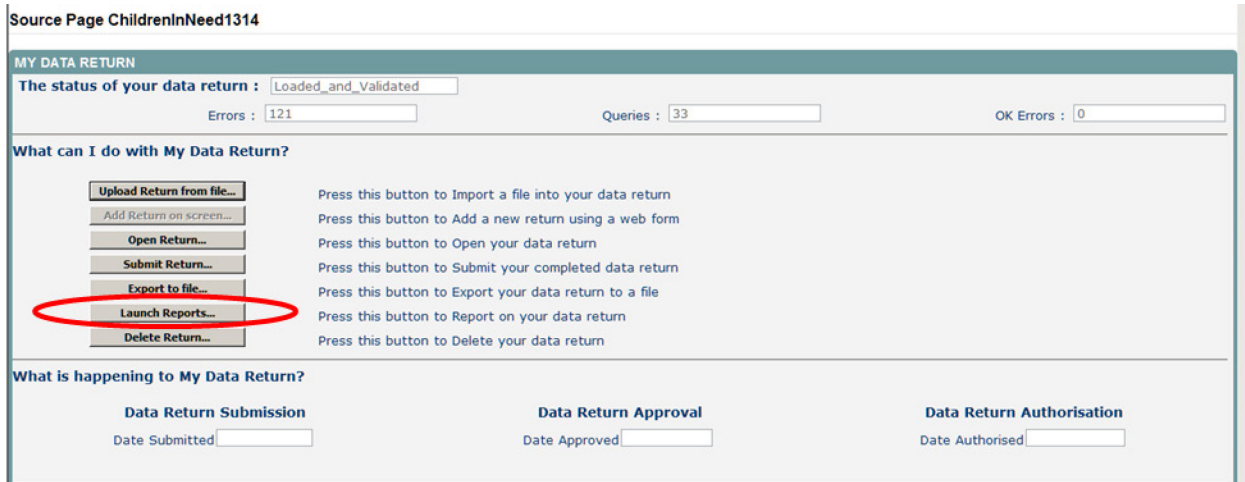 Source Page ChildrenInNeed1314
MY DATA RETURN
The status of your data return : Loaded_and_Validated
Errors : 121 Queries : 33 OK Errors : 0
What can I do with My Data Return?
Upload Return from file... Press this button to Import a file into your data return
Add Return on screen... Press this button to Add a new return using a web form
Open Return... Press this button to Open your data return
Submit Return... Press this button to Submit your completed data return
Export to file... Press this button to Export your data return to a file
Launch Reports... Press this button to Report on your data return
Delete Return... Press this button to Delete your data return
What is happening to My Data Return?
Data Return Submission Data Return Approval Data Return Authorisation
Date Submitted Date Approved Date Authorised